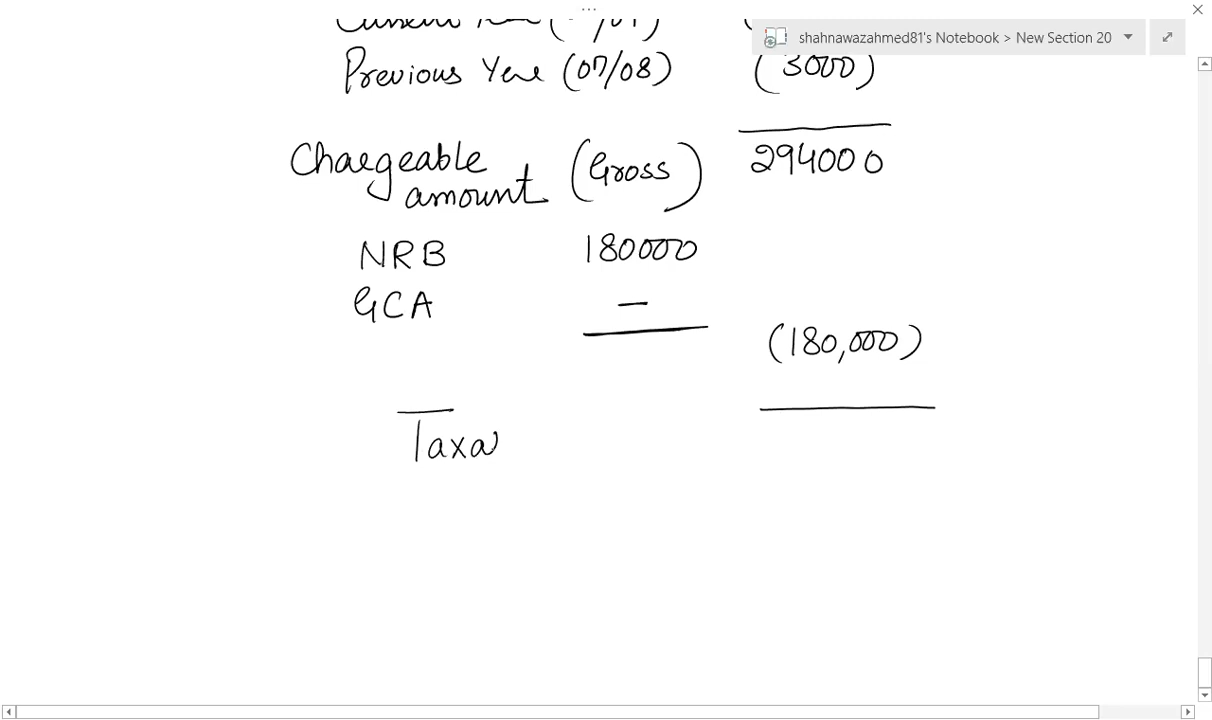 ...
shahnawazahmed81's Notebook > New Section 20
Previous Year (07/08) (3000)
Chargeable amount (Gross) 294000
NRB 180000
GCA —
(180,000)
Taxa